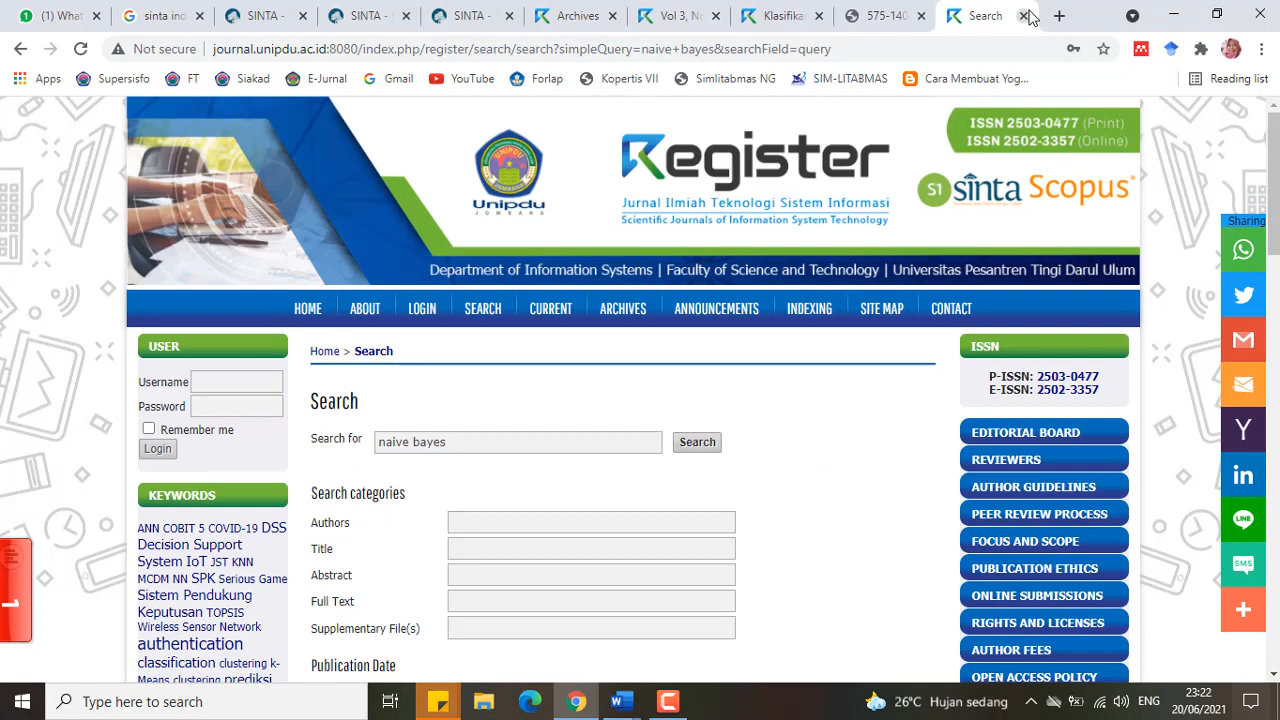 (1) What
sinta ind
SINTA -
SINTA -
SINTA -
Archives
Vol 3, No
Klasifikas
575-140
Search
Not secure
journal.unipdu.ac.id:8080/index.php/register/search/search?simpleQuery=naive+bayes&searchField=query
Apps
Supersisfo
FT
Siakad
E-Jurnal
Gmail
YouTube
Forlap
Kopertis VII
Simlitabmas NG
SIM-LITABMAS
Cara Membuat Yog...
Reading list
ISSN 2503-0477 (Print)
ISSN 2502-3357 (Online)
Unipdu
JOMBANG
Register
Jurnal Ilmiah Teknologi Sistem Informasi
Scientific Journals of Information System Technology
S1 sinta Scopus
Department of Information Systems | Faculty of Science and Technology | Universitas Pesantren Tingi Darul Ulum
HOME
ABOUT
LOGIN
SEARCH
CURRENT
ARCHIVES
ANNOUNCEMENTS
INDEXING
SITE MAP
CONTACT
USER
Username
Password
Remember me
Login
KEYWORDS
ANN COBIT 5 COVID-19 DSS
Decision Support
System IoT JST KNN
MCDM NN SPK Serious Game
Sistem Pendukung
Keputusan TOPSIS
Wireless Sensor Network
authentication
classification clustering k-
Means clustering prediksi
Home > Search
Search
Search for
naive bayes
Search
Search categories
Authors
Title
Abstract
Full Text
Supplementary File(s)
Publication Date
ISSN
P-ISSN: 2503-0477
E-ISSN: 2502-3357
EDITORIAL BOARD
REVIEWERS
AUTHOR GUIDELINES
PEER REVIEW PROCESS
FOCUS AND SCOPE
PUBLICATION ETHICS
ONLINE SUBMISSIONS
RIGHTS AND LICENSES
AUTHOR FEES
OPEN ACCESS POLICY
Sharing
Y
in
LINE
SMS
1
Type here to search
26°C Hujan sedang
ENG
23:22
20/06/2021